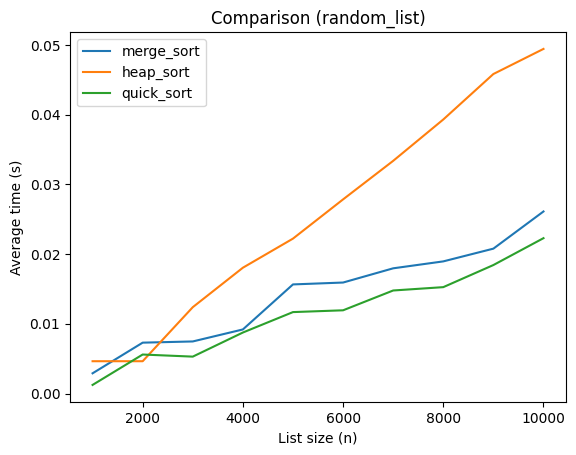 Comparison (random_list)
merge_sort
heap_sort
quick_sort
0.05
0.04
0.03
0.02
0.01
0.00
Average time (s)
2000 4000 6000 8000 10000
List size (n)